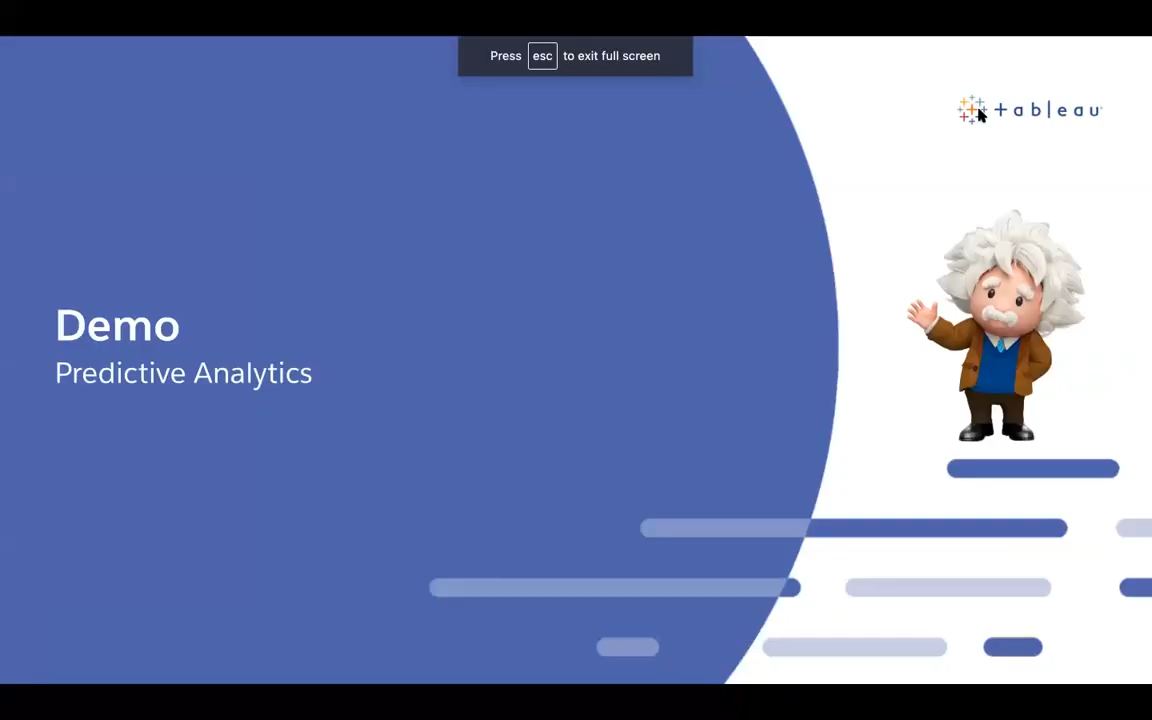 Press esc to exit full screen
+ableau
Demo
Predictive Analytics